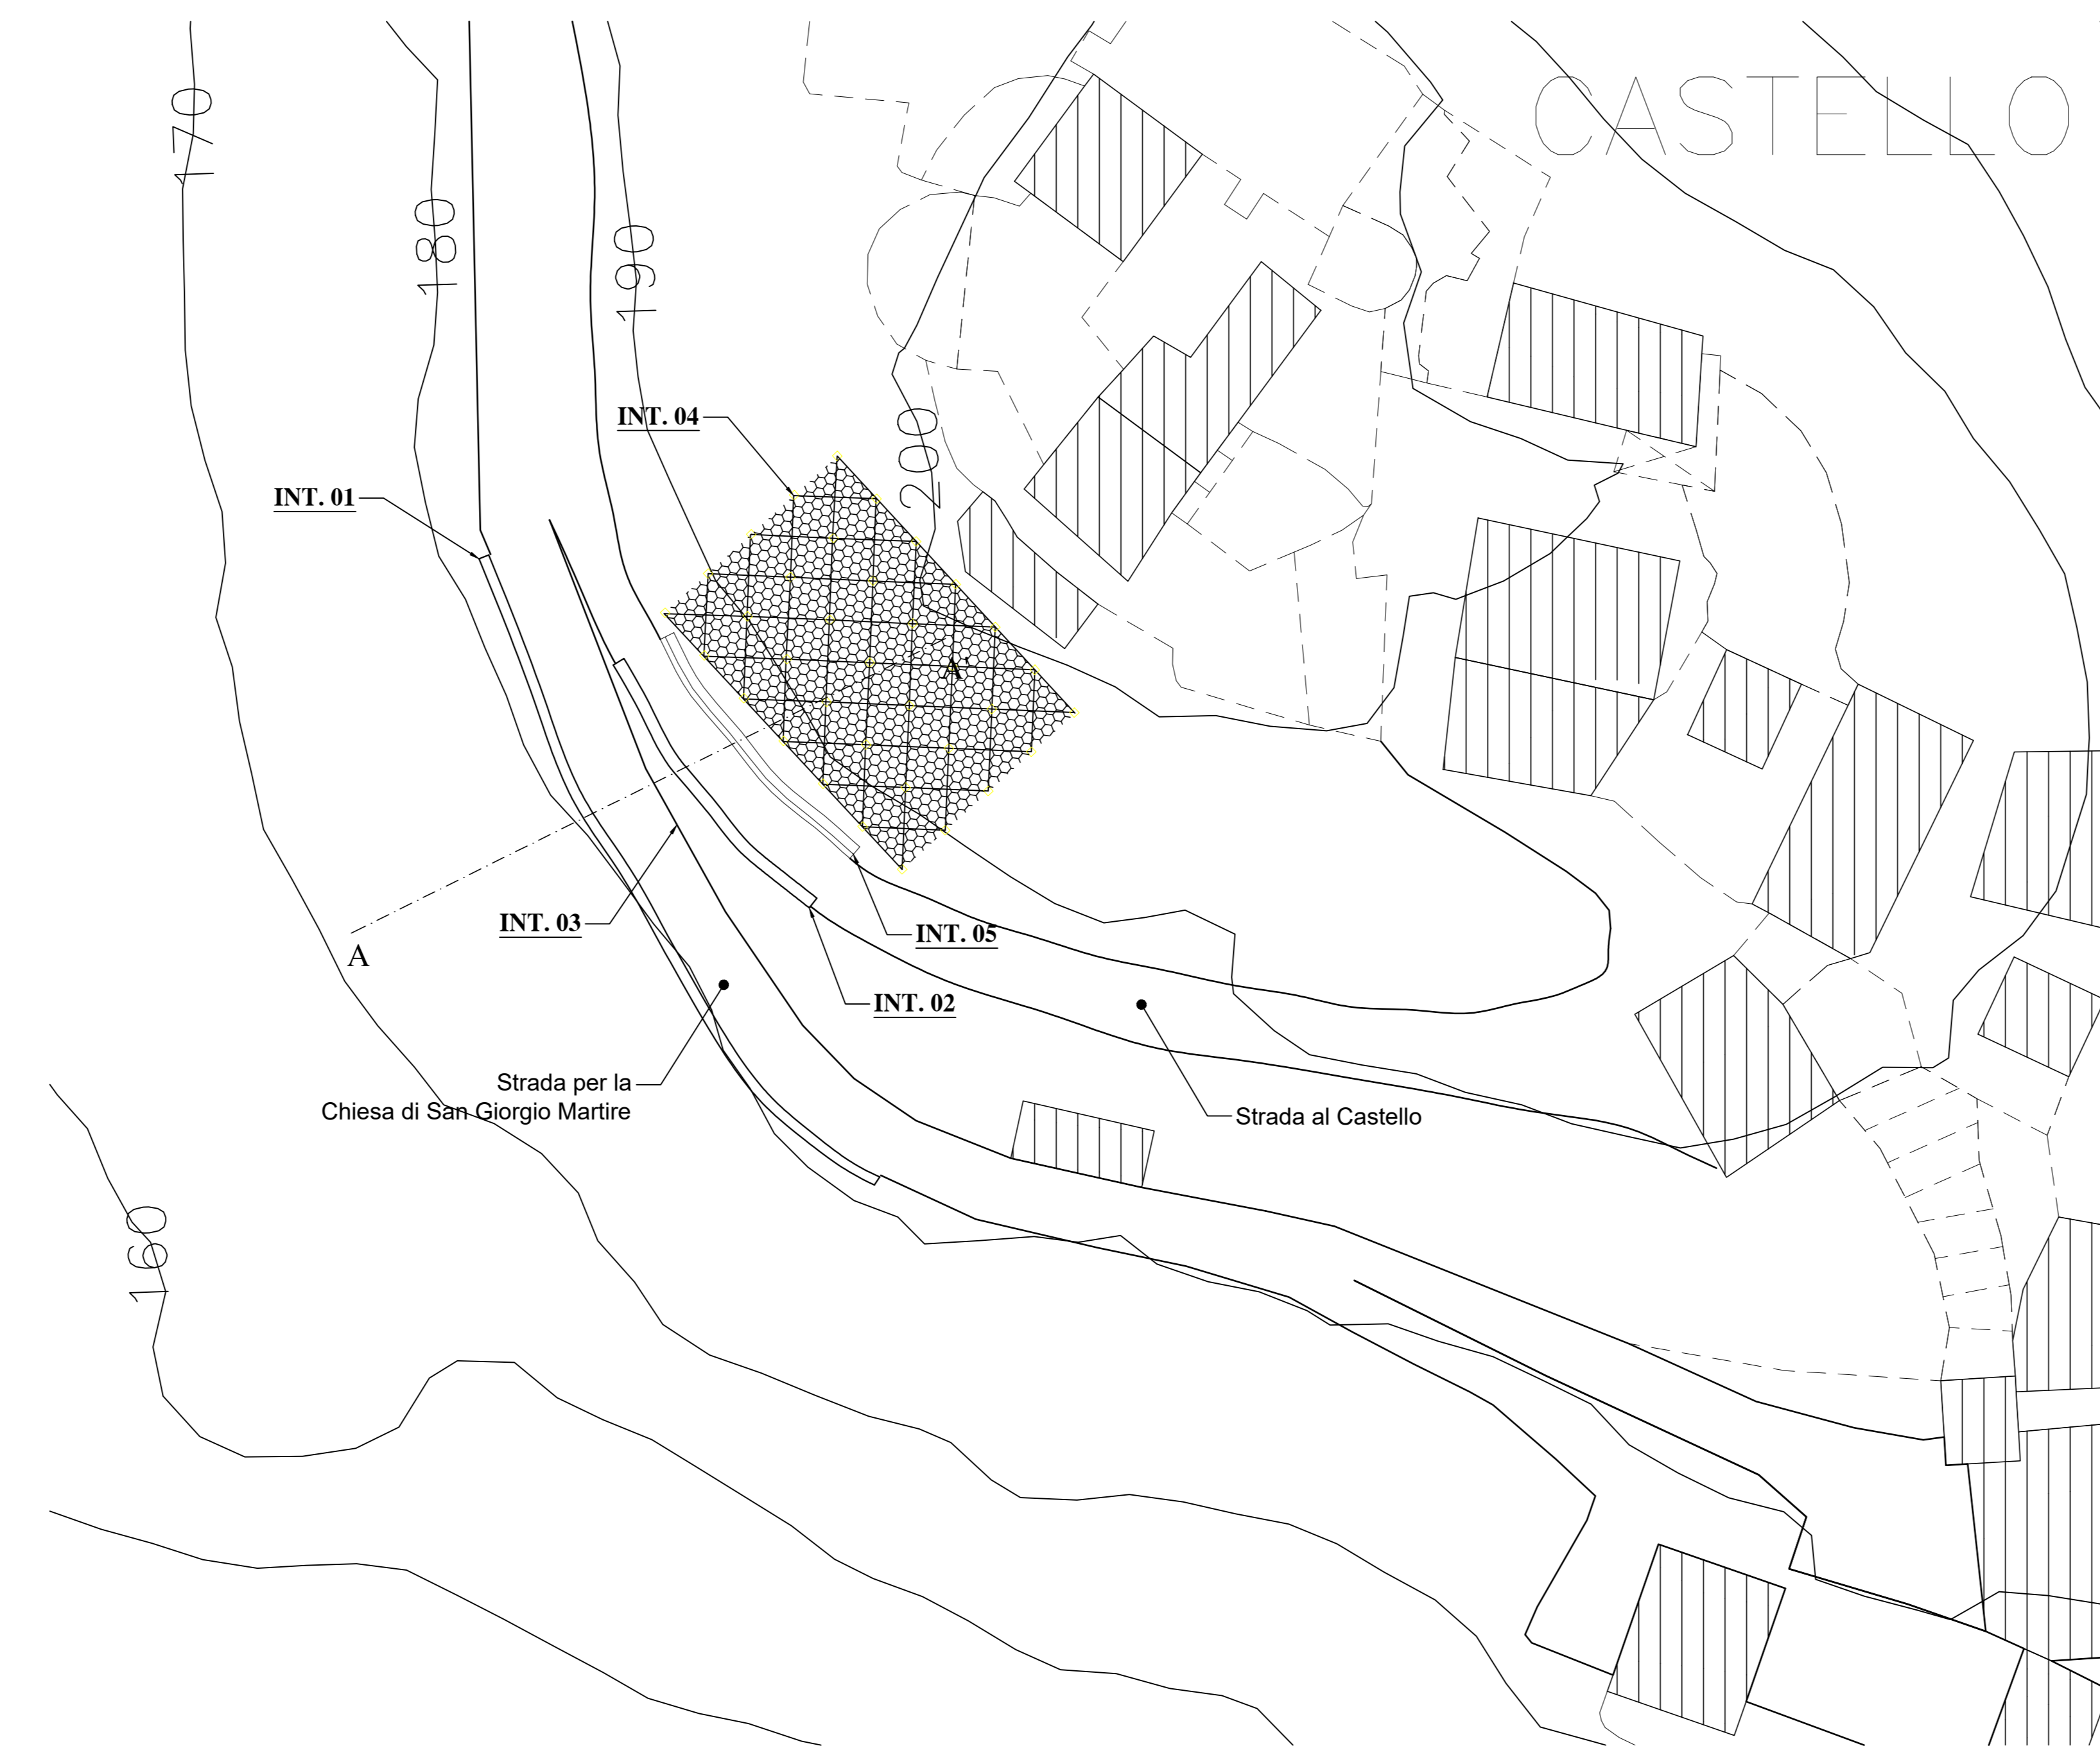 CASTELLO
170
180
190
INT. 04
200
INT. 01
A'
INT. 03
INT. 05
A
INT. 02
Strada per la
Chiesa di San Giorgio Martire
Strada al Castello
160